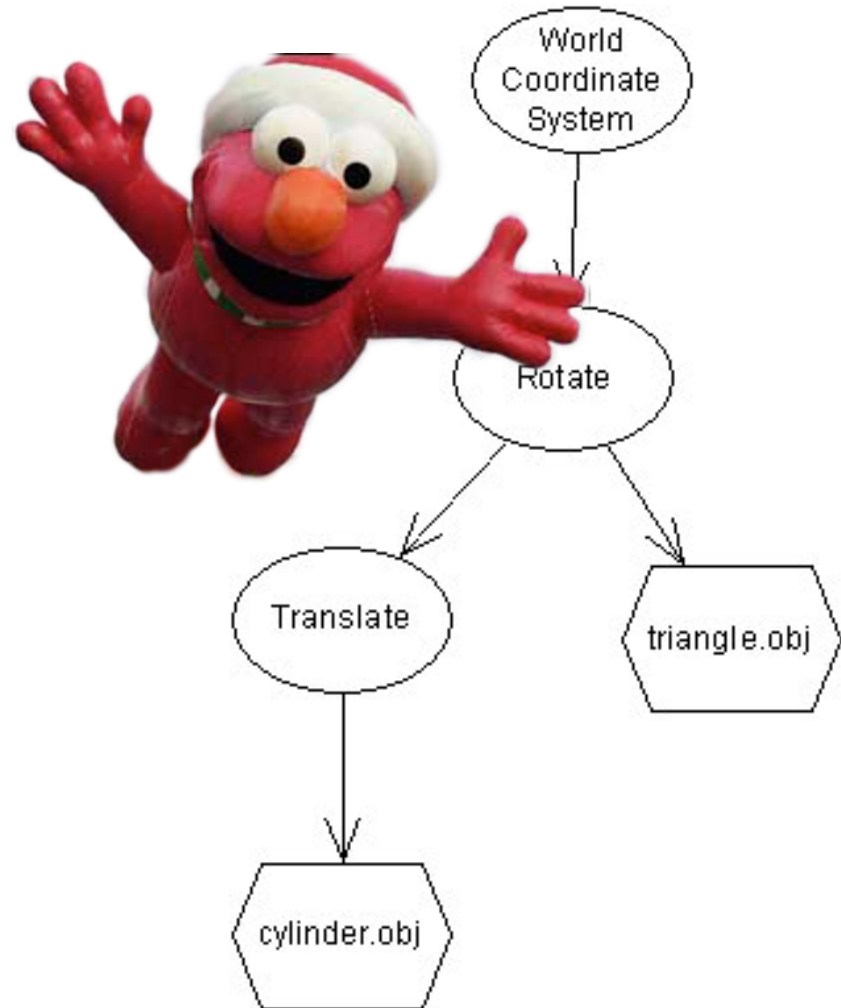 World
Coordinate
System
Rotate
Translate
triangle.obj
cylinder.obj